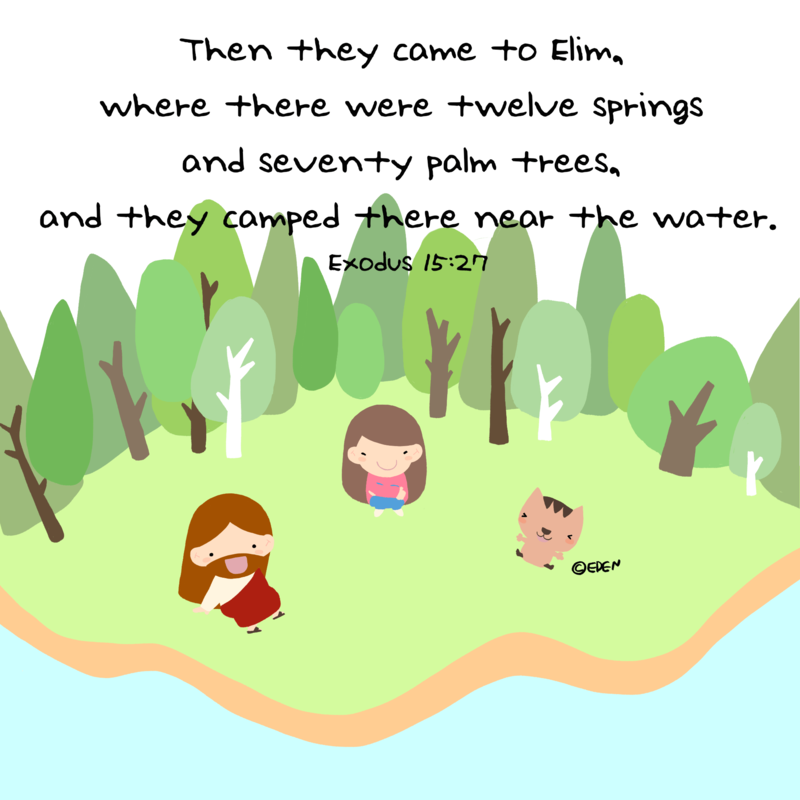 Then they came to Elim,
where there were twelve springs
and seventy palm trees,
and they camped there near the water.
Exodus 15:27
©EDEN